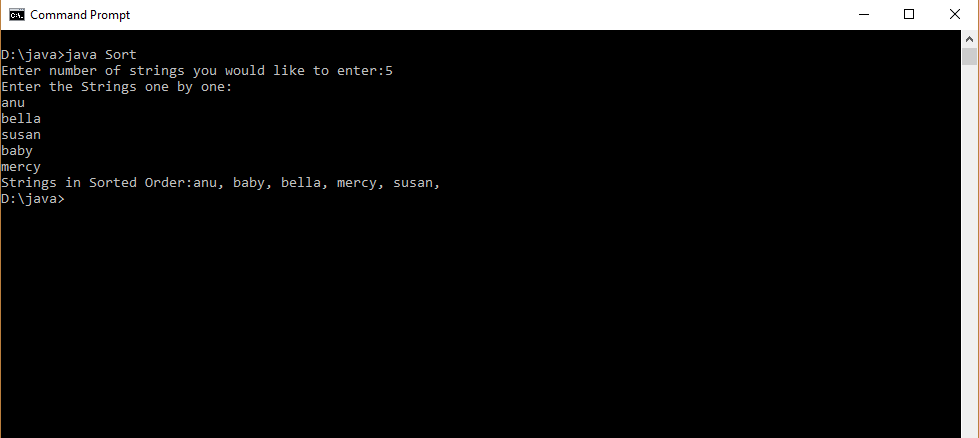 Command Prompt
D:\java>java Sort
Enter number of strings you would like to enter:5
Enter the Strings one by one:
anu
bella
susan
baby
mercy
Strings in Sorted Order:anu, baby, bella, mercy, susan,
D:\java>